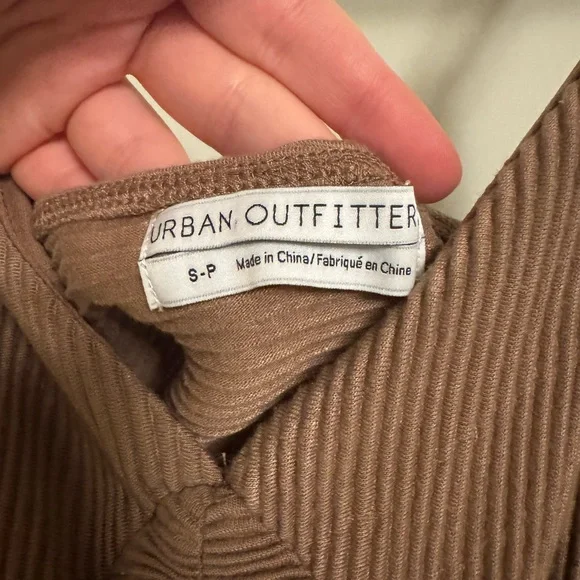 URBAN OUTFITTER
S-P Made in China/Fabriqué en Chine